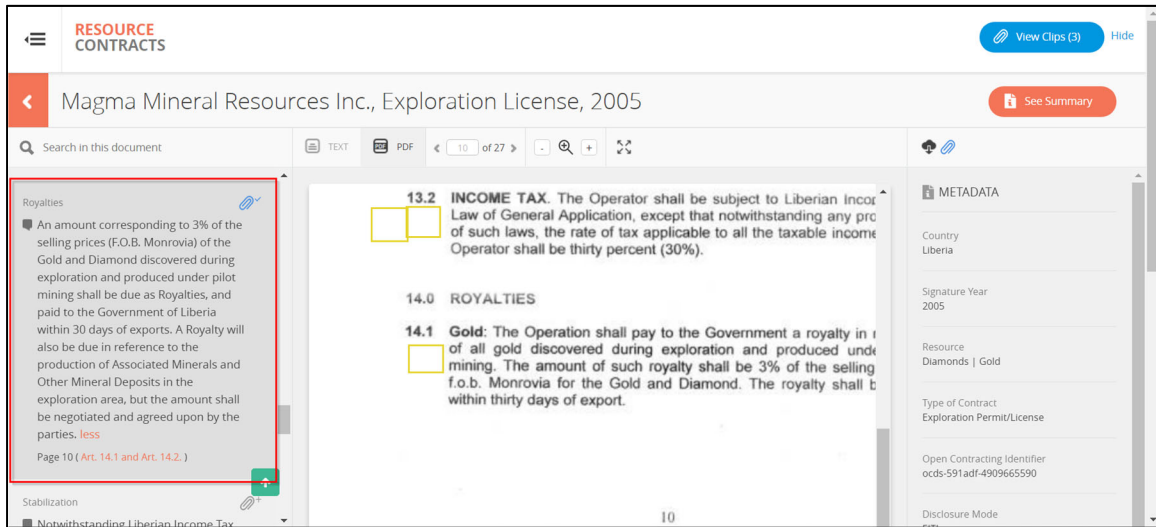 RESOURCE
CONTRACTS
View Clips (3)
Hide
Magma Mineral Resources Inc., Exploration License, 2005
See Summary
Search in this document
TEXT
PDF
10 of 27
- +
Royalties
An amount corresponding to 3% of the
selling prices (F.O.B. Monrovia) of the
Gold and Diamond discovered during
exploration and produced under pilot
mining shall be due as Royalties, and
paid to the Government of Liberia
within 30 days of exports. A Royalty will
also be due in reference to the
production of Associated Minerals and
Other Mineral Deposits in the
exploration area, but the amount shall
be negotiated and agreed upon by the
parties. less
Page 10 ( Art. 14.1 and Art. 14.2. )
Stabilization
Notwithstanding Liberian Income Tax
13.2 INCOME TAX. The Operator shall be subject to Liberian
Law of General Application, except that notwithstanding any
of such laws, the rate of tax applicable to all the taxable income
Operator shall be thirty percent (30%).
14.0 ROYALTIES
14.1 Gold: The Operation shall pay to the Government a royalty in
of all gold discovered during exploration and produced
mining. The amount of such royalty shall be 3% of the selling
f.o.b. Monrovia for the Gold and Diamond. The royalty shall
within thirty days of export.
10
METADATA
Country
Liberia
Signature Year
2005
Resource
Diamonds | Gold
Type of Contract
Exploration Permit/License
Open Contracting Identifier
ocds-591adf-4909665590
Disclosure Mode